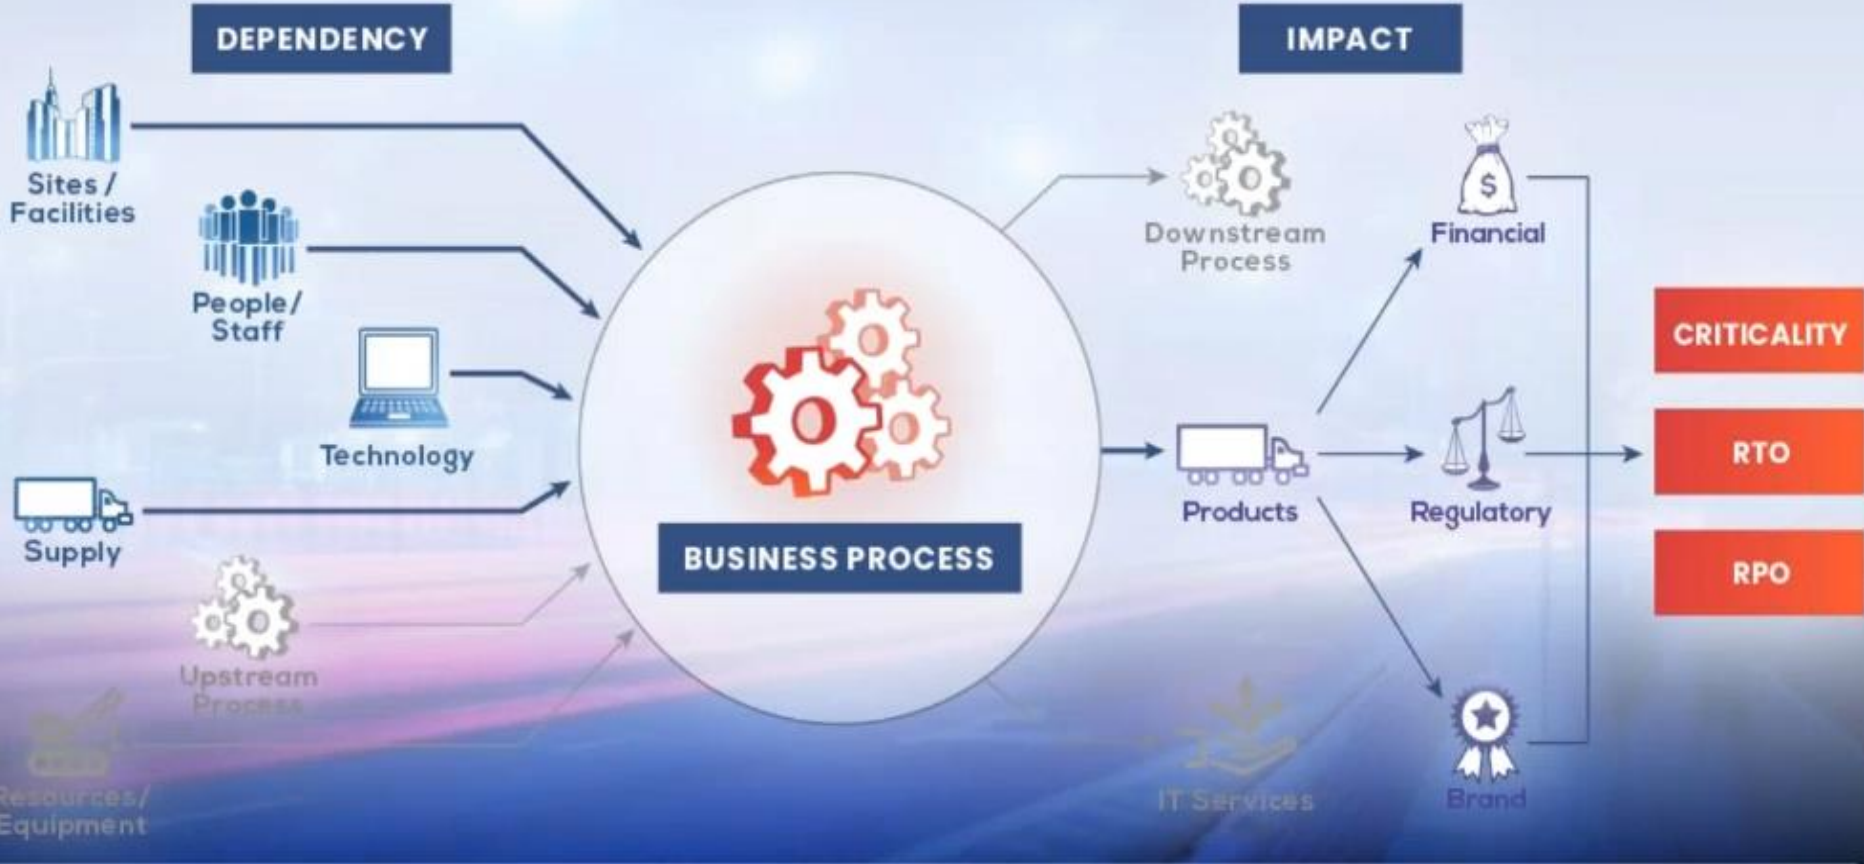 DEPENDENCY
IMPACT
Sites /
Facilities
People/
Staff
Technology
Supply
Upstream
Process
Resources/
Equipment
BUSINESS PROCESS
Downstream
Process
Products
IT Services
$
Financial
Regulatory
Brand
CRITICALITY
RTO
RPO